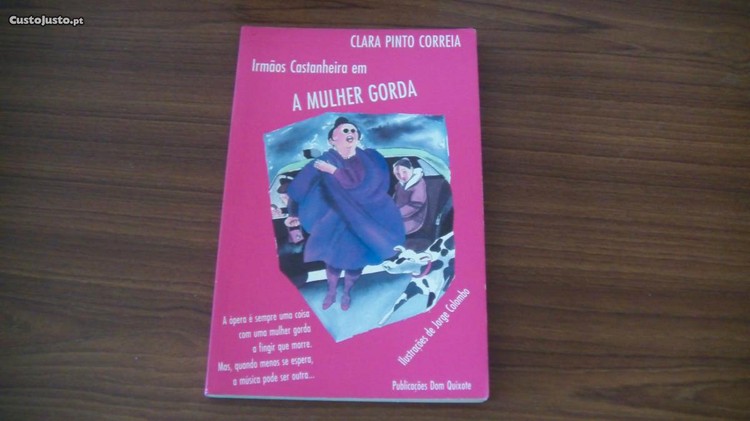 CustoJusto.pt
CLARA PINTO CORREIA
Irmãos Castanheira em
A MULHER GORDA
A ópera é sempre uma coisa
com uma mulher gorda
a fingir que morre.
Mas, quando menos se espera,
a música pode ser outra...
Ilustrações de Jorge Colombo
Publicações Dom Quixote